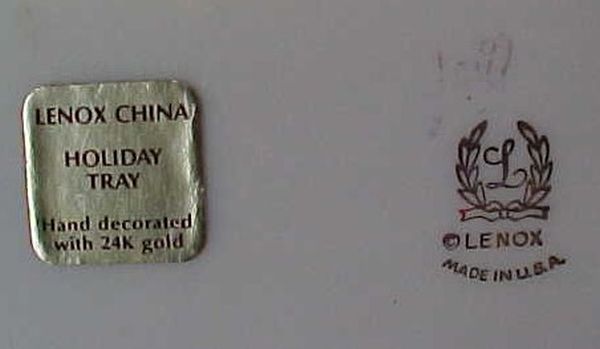 LENOX CHINA
HOLIDAY
TRAY
Hand decorated
with 24K gold
L
©LENOX
MADE IN U.S.A.